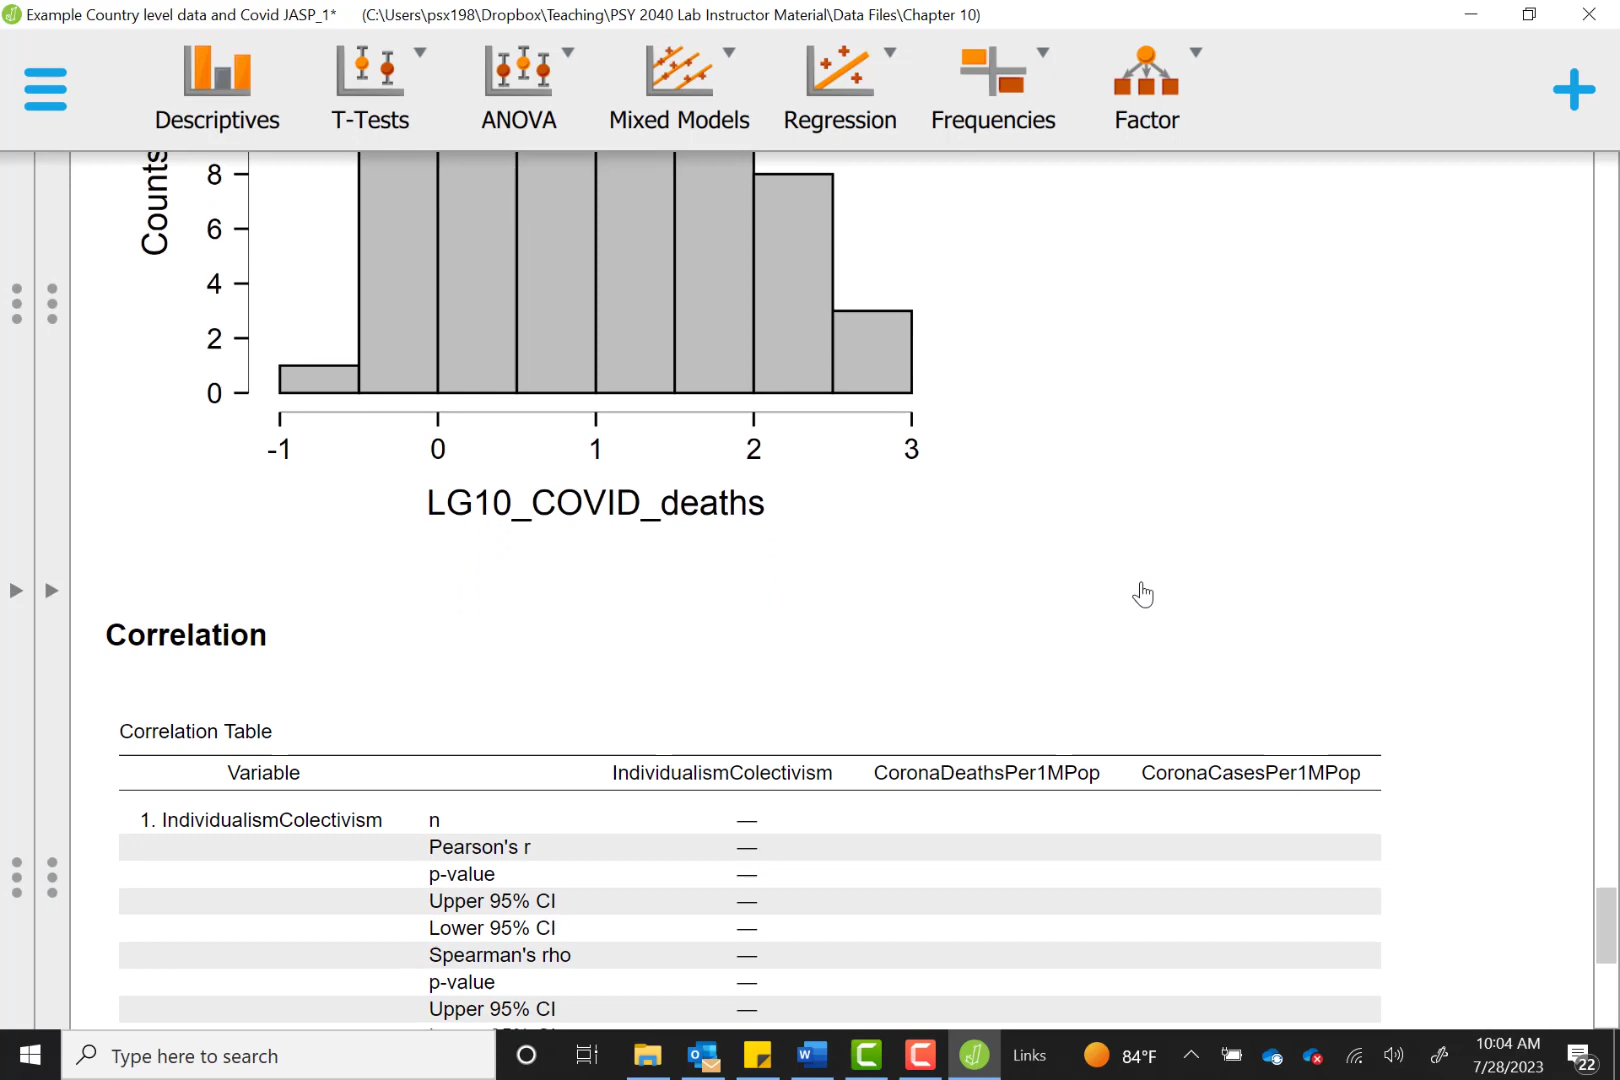 Example Country level data and Covid JASP_1* (C:\Users\psx198\Dropbox\Teaching\PSY 2040 Lab Instructor Material\Data Files\Chapter 10)
Descriptives T-Tests ANOVA Mixed Models Regression Frequencies Factor
Counts
8
6
4
2
0
-1 0 1 2 3
LG10_COVID_deaths
Correlation
Correlation Table
Variable IndividualismColectivism CoronaDeathsPer1MPop CoronaCasesPer1MPop
1. IndividualismColectivism n —
Pearson's r —
p-value —
Upper 95% CI —
Lower 95% CI —
Spearman's rho —
p-value —
Upper 95% CI —
Type here to search Links 84°F 10:04 AM
7/28/2023 22